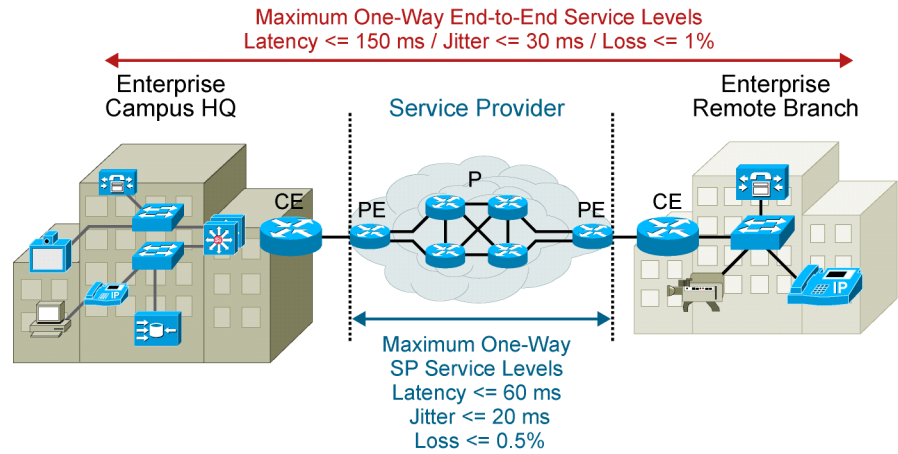 Maximum One-Way End-to-End Service Levels
Latency <= 150 ms / Jitter <= 30 ms / Loss <= 1%
Enterprise
Campus HQ
Service Provider
Enterprise
Remote Branch
CE
PE
P
PE
CE
IP
IP
Maximum One-Way
SP Service Levels
Latency <= 60 ms
Jitter <= 20 ms
Loss <= 0.5%